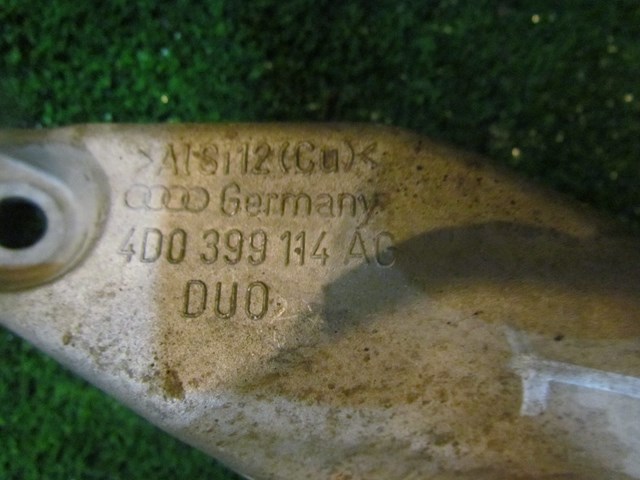 >AlSi12(Cu)<
Germany
4D0 399 114 AC
DUO